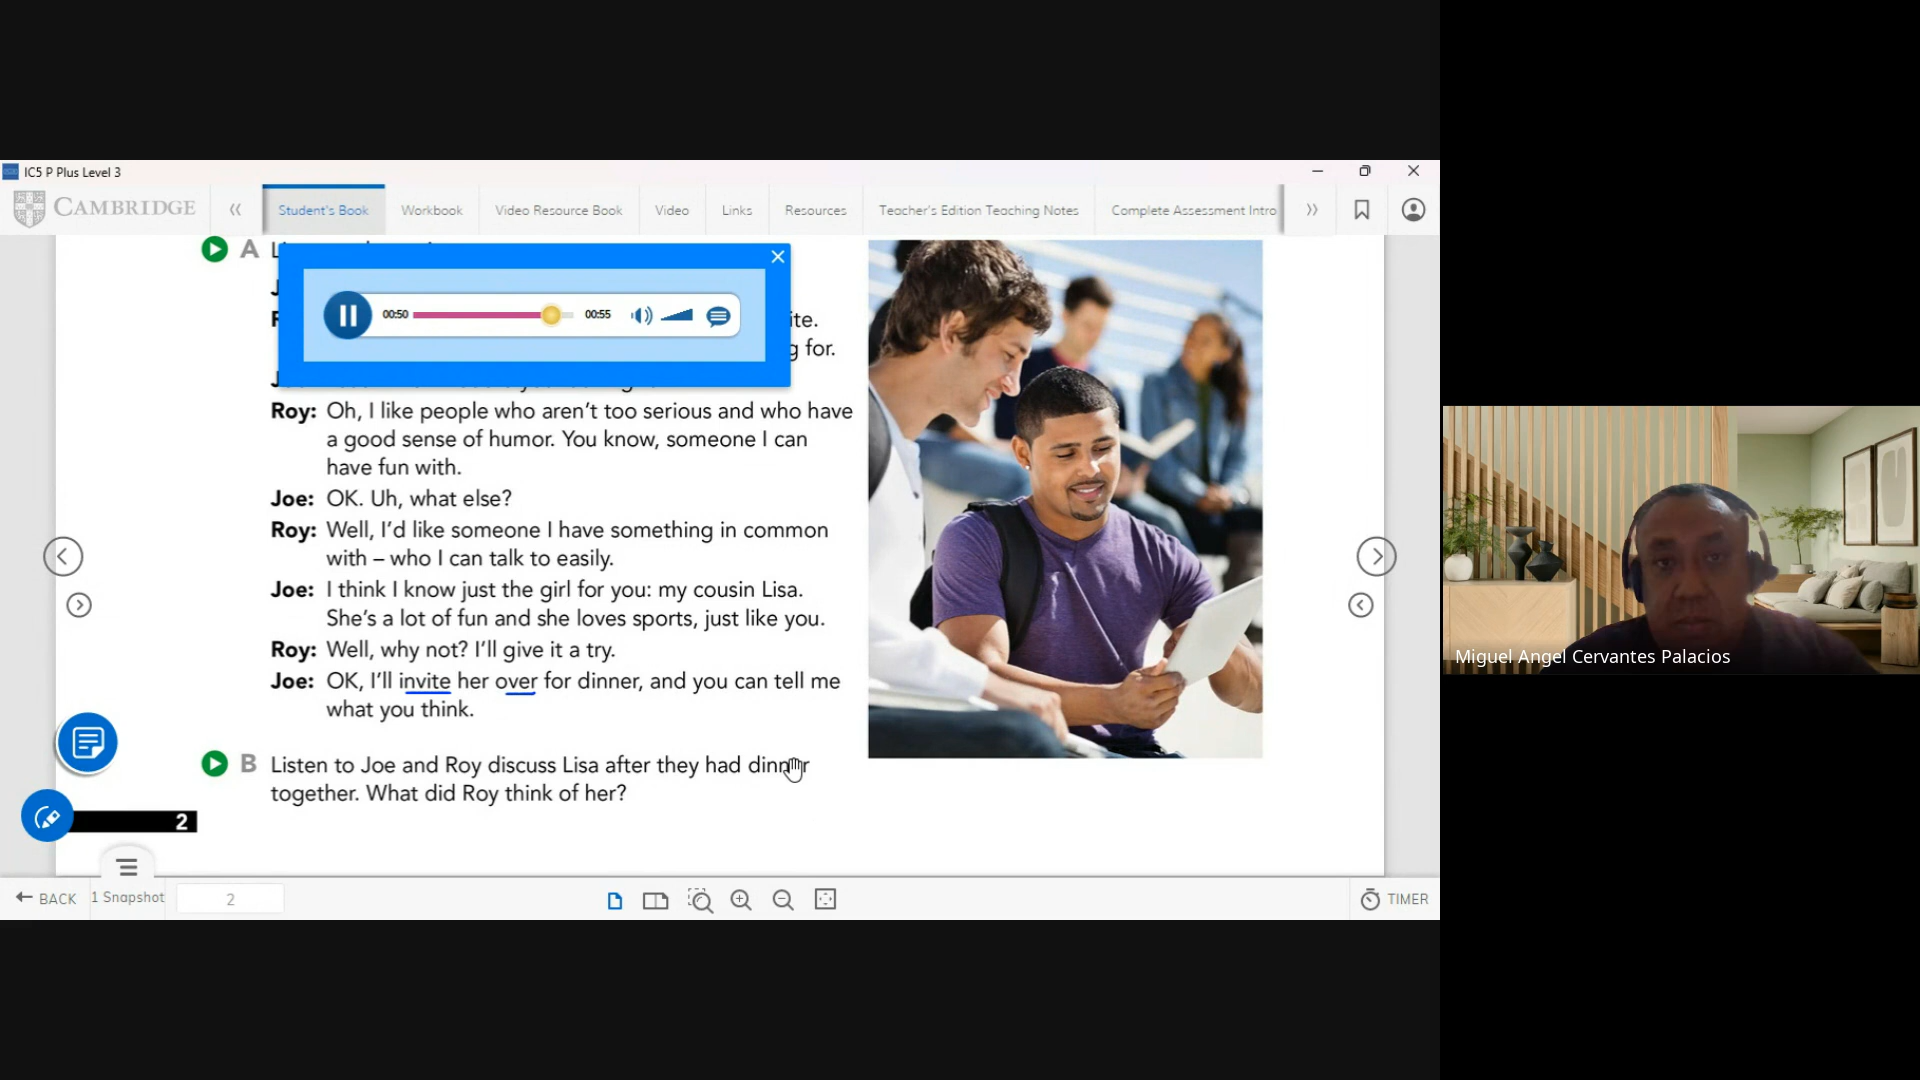 IC5 P Plus Level 3
CAMBRIDGE
Student's Book
Workbook
Video Resource Book
Video
Links
Resources
Teacher's Edition Teaching Notes
Complete Assessment Intro
A
00:50
00:55
ite.
g for.
Roy: Oh, I like people who aren't too serious and who have
a good sense of humor. You know, someone I can
have fun with.
Joe: OK. Uh, what else?
Roy: Well, I'd like someone I have something in common
with – who I can talk to easily.
Joe: I think I know just the girl for you: my cousin Lisa.
She's a lot of fun and she loves sports, just like you.
Roy: Well, why not? I'll give it a try.
Joe: OK, I'll invite her over for dinner, and you can tell me
what you think.
B Listen to Joe and Roy discuss Lisa after they had dinner
together. What did Roy think of her?
2
BACK
1 Snapshot
2
TIMER
Miguel Angel Cervantes Palacios